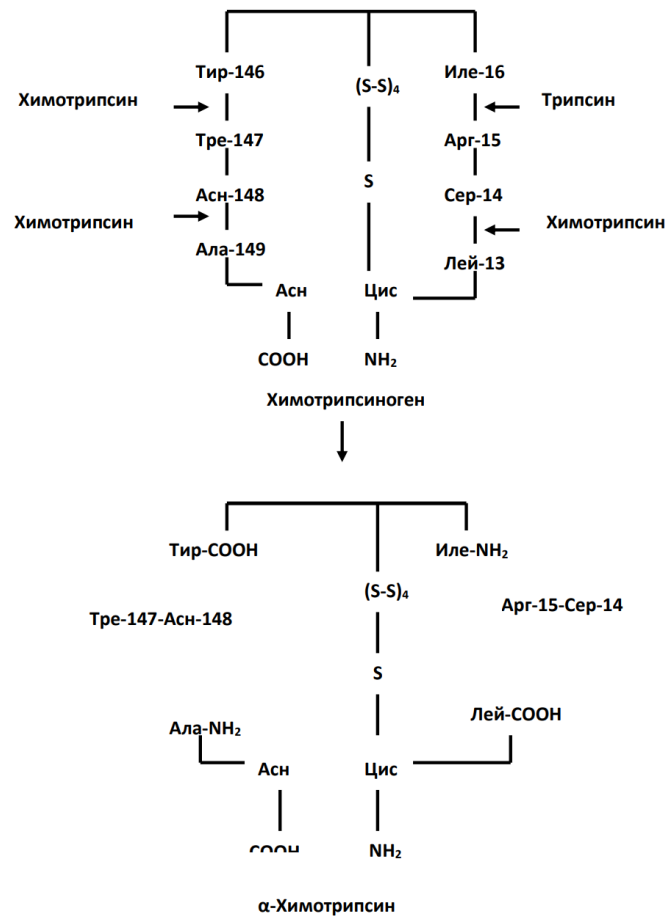 Тир-146 (S-S)4 Иле-16
Химотрипсин Трипсин
Тре-147 Арг-15
Асн-148 S Сер-14
Химотрипсин Химотрипсин
Ала-149 Лей-13
Асн Цис
COOH NH2
Химотрипсиноген
Тир-COOH Иле-NH2
(S-S)4
Тре-147-Асн-148 Арг-15-Сер-14
S
Ала-NH2 Лей-COOH
Асн Цис
COOH NH2
α-Химотрипсин